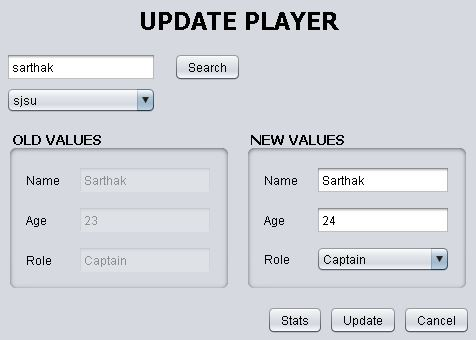 UPDATE PLAYER
sarthak Search
sjsu
OLD VALUES NEW VALUES
Name Sarthak Name Sarthak
Age 23 Age 24
Role Captain Role Captain
Stats Update Cancel